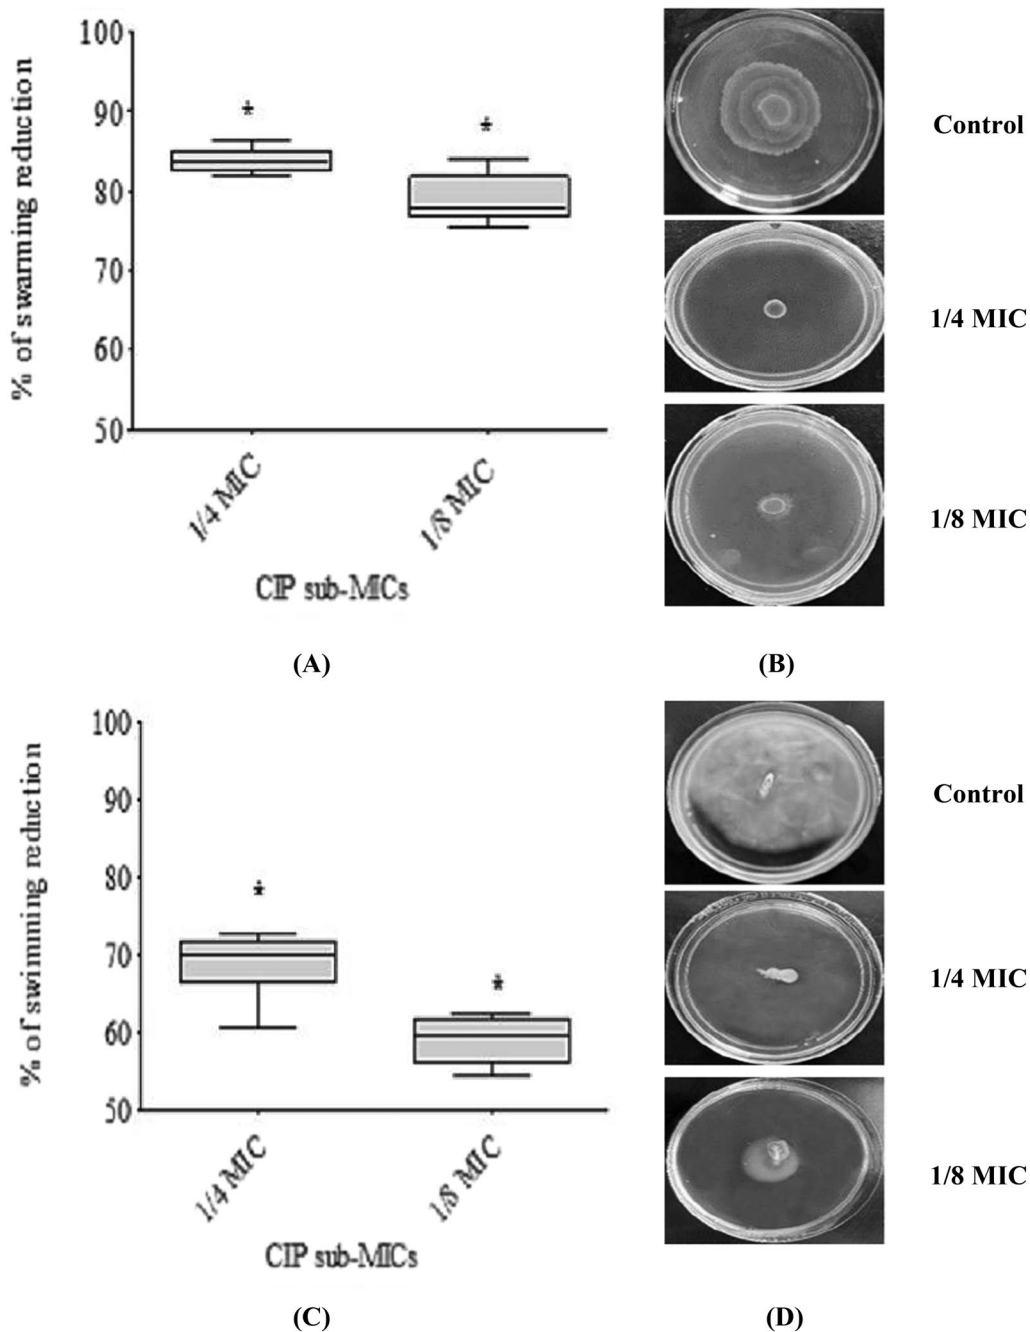 % of swarming reduction
100
90
80
70
60
50
*
*
1/4 MIC
1/8 MIC
CIP sub-MICs
(A)
Control
1/4 MIC
1/8 MIC
(B)
% of swimming reduction
100
90
80
70
60
50
*
*
1/4 MIC
1/8 MIC
CIP sub-MICs
(C)
Control
1/4 MIC
1/8 MIC
(D)